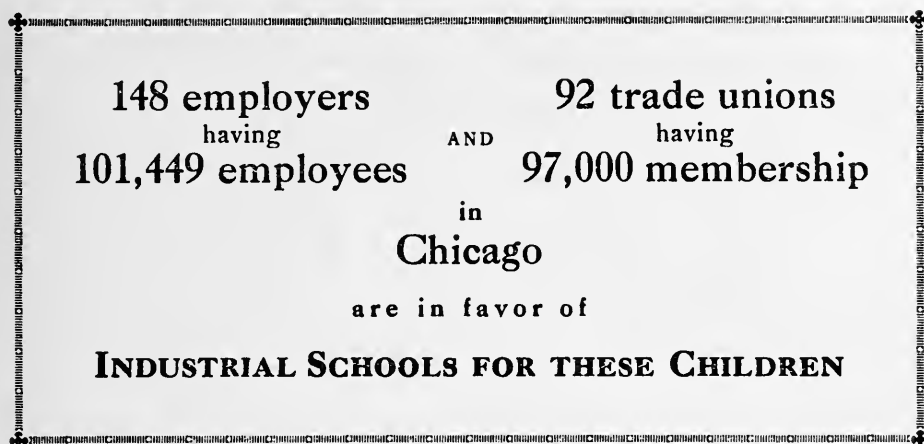 148 employers
having
101,449 employees
AND
92 trade unions
having
97,000 membership
in
Chicago
are in favor of
INDUSTRIAL SCHOOLS FOR THESE CHILDREN